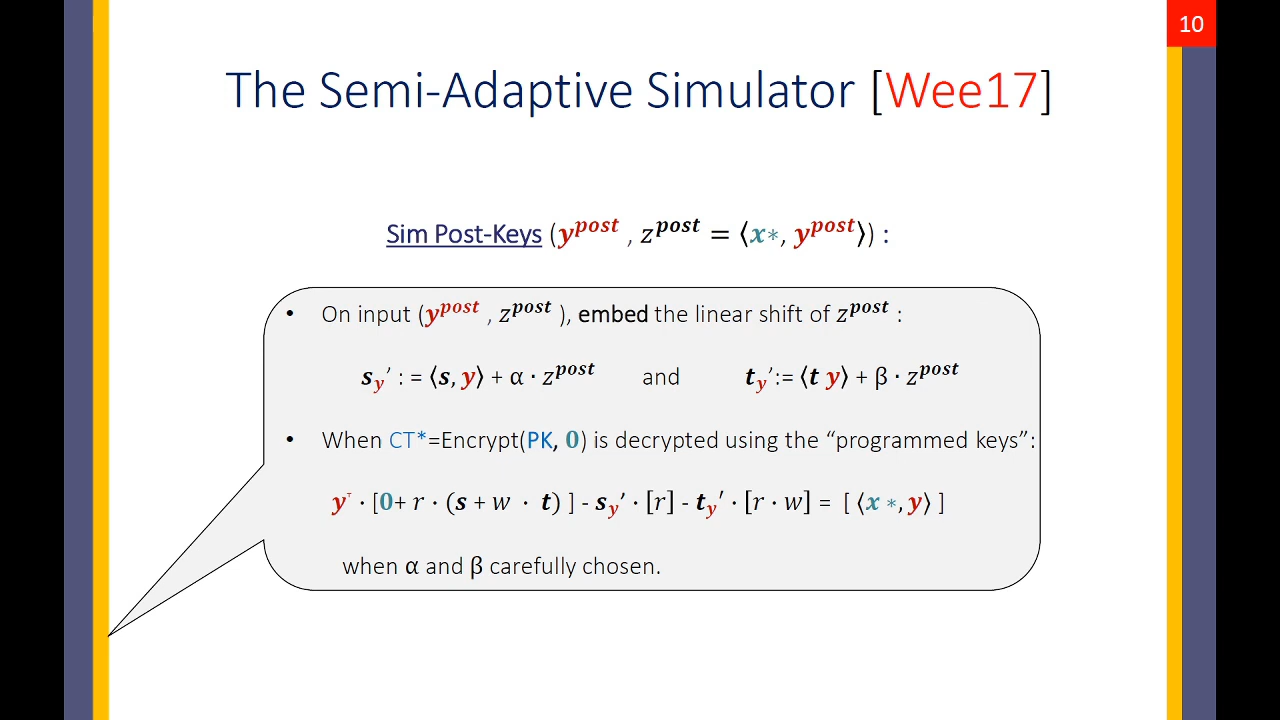 10
The Semi-Adaptive Simulator [Wee17]
Sim Post-Keys (y^post , z^post = ⟨x*, y^post⟩) :
• On input (y^post , z^post ), embed the linear shift of z^post :
s_y′ : = ⟨s, y⟩ + α · z^post and t_y′:= ⟨t y⟩ + β · z^post
• When CT*=Encrypt(PK, 0) is decrypted using the “programmed keys”:
y^⊤ · [0+ r · (s + w · t) ] - s_y′ · [r] - t_y′ · [r · w] = [ ⟨x *, y⟩ ]
when α and β carefully chosen.